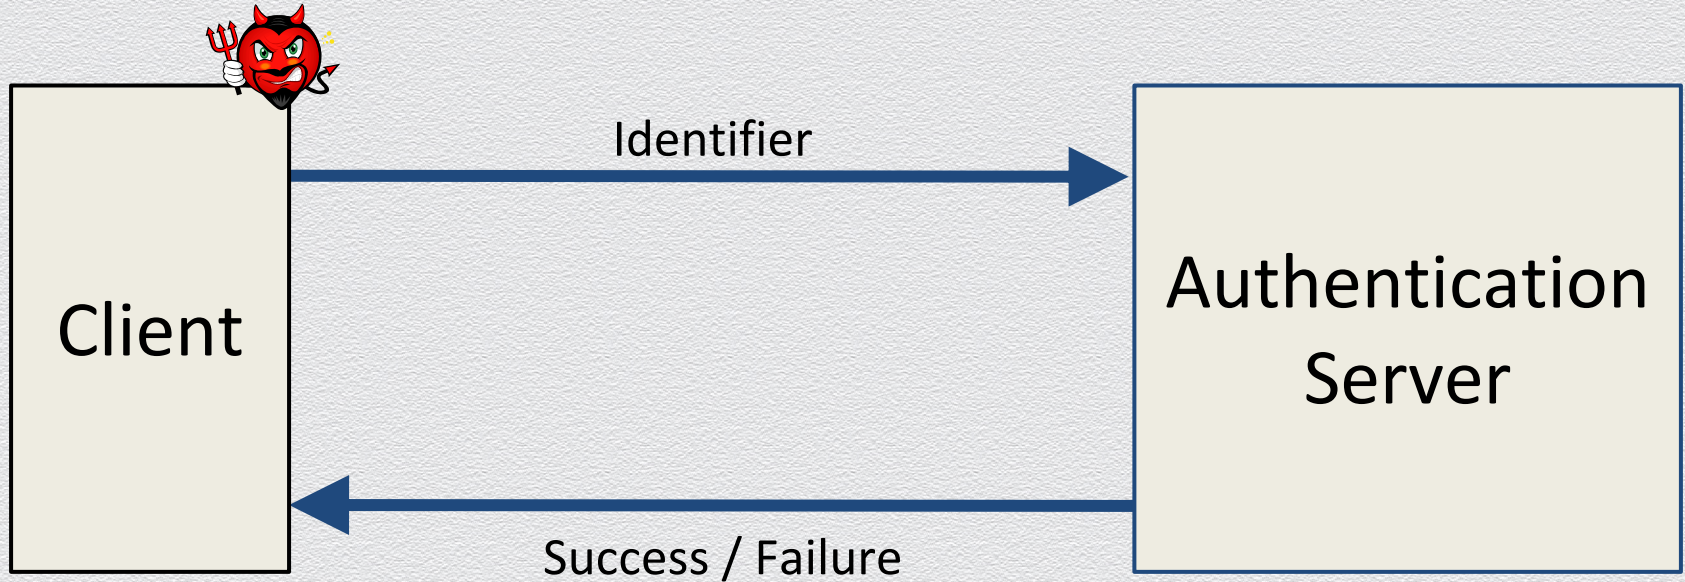 Identifier
Client
Authentication
Server
Success / Failure